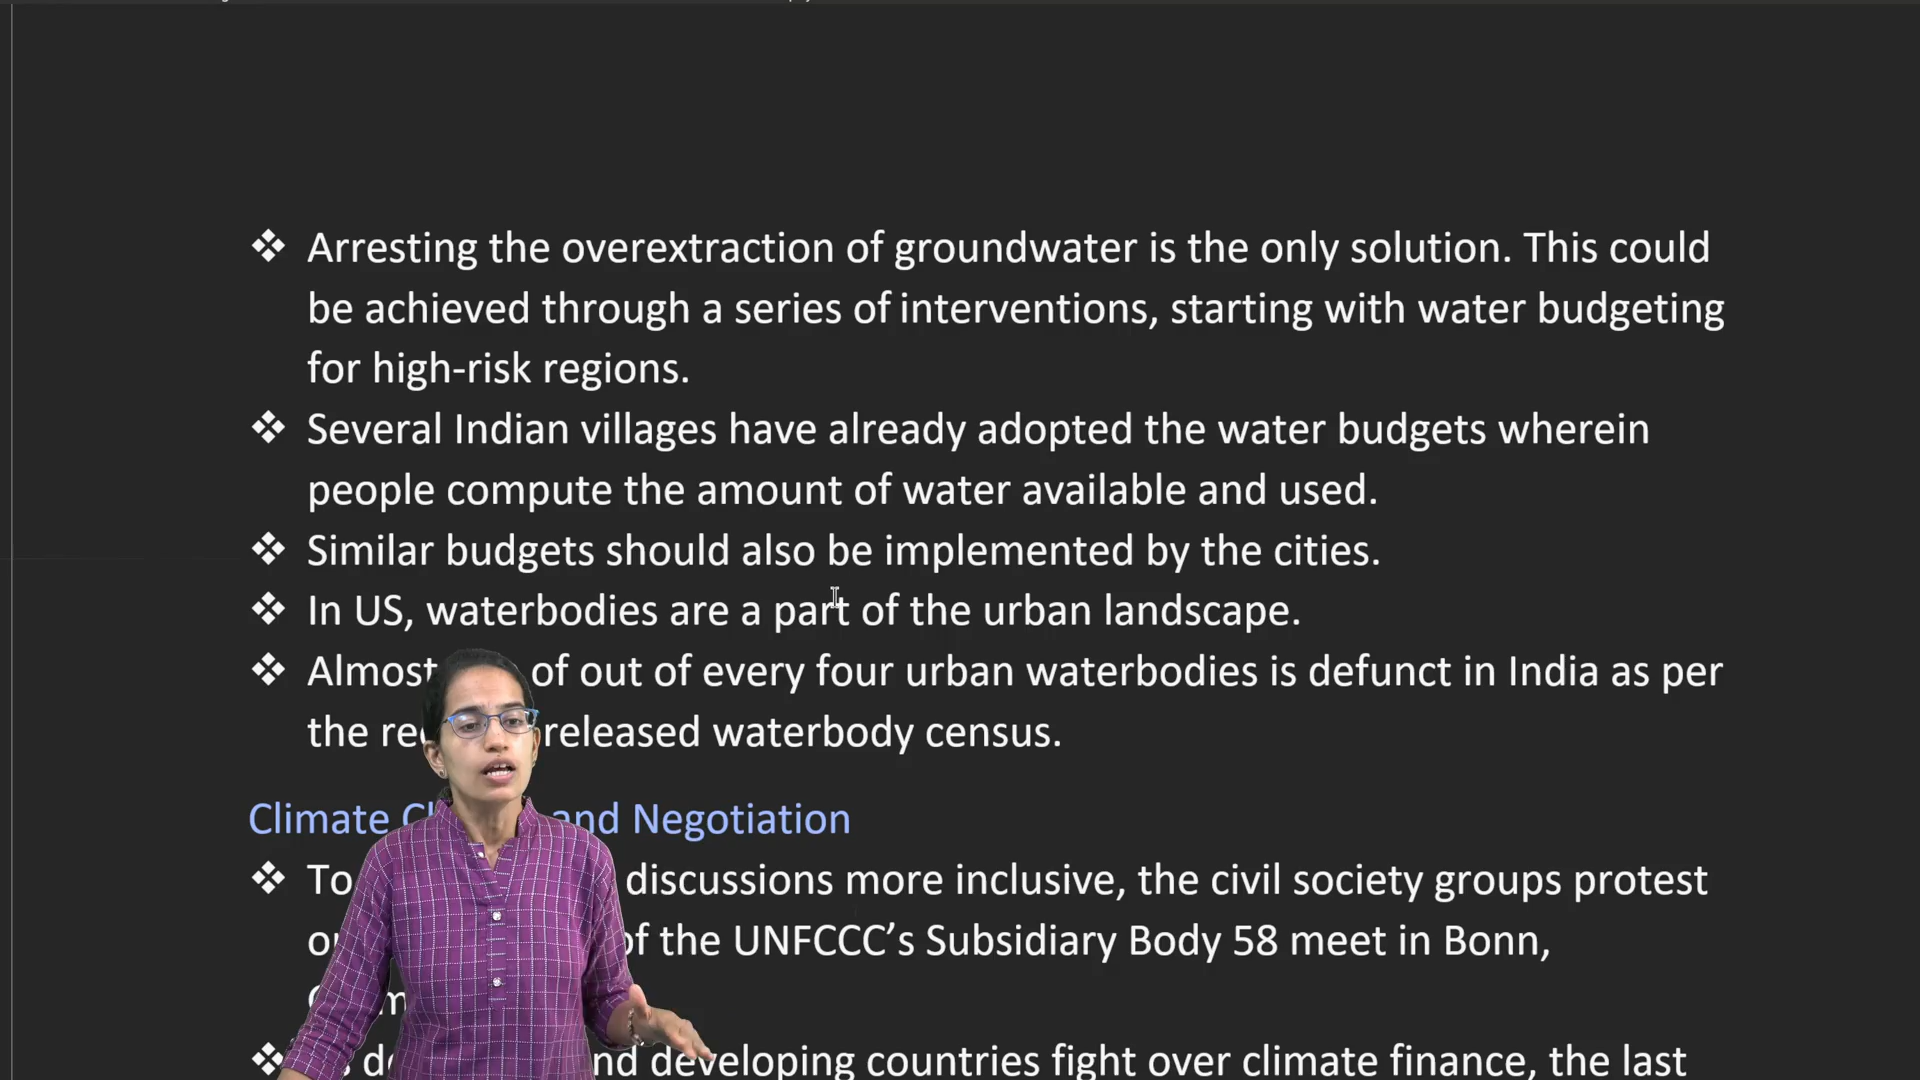 ❖ Arresting the overextraction of groundwater is the only solution. This could
be achieved through a series of interventions, starting with water budgeting
for high-risk regions.
❖ Several Indian villages have already adopted the water budgets wherein
people compute the amount of water available and used.
❖ Similar budgets should also be implemented by the cities.
❖ In US, waterbodies are a part of the urban landscape.
❖ Almost of out of every four urban waterbodies is defunct in India as per
the released waterbody census.
Climate and Negotiation
❖ To discussions more inclusive, the civil society groups protest
of the UNFCCC’s Subsidiary Body 58 meet in Bonn,
❖ developing countries fight over climate finance, the last